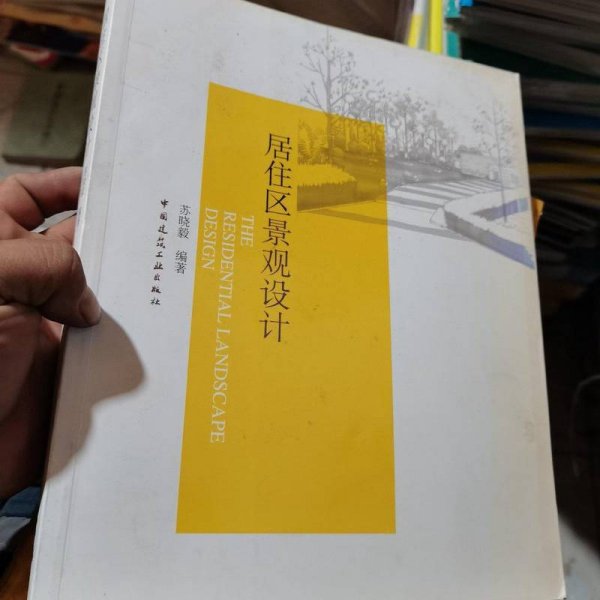 居住区景观设计
THE
RESIDENTIAL LANDSCAPE
DESIGN
苏晓毅 编著
中国建筑工业出版社